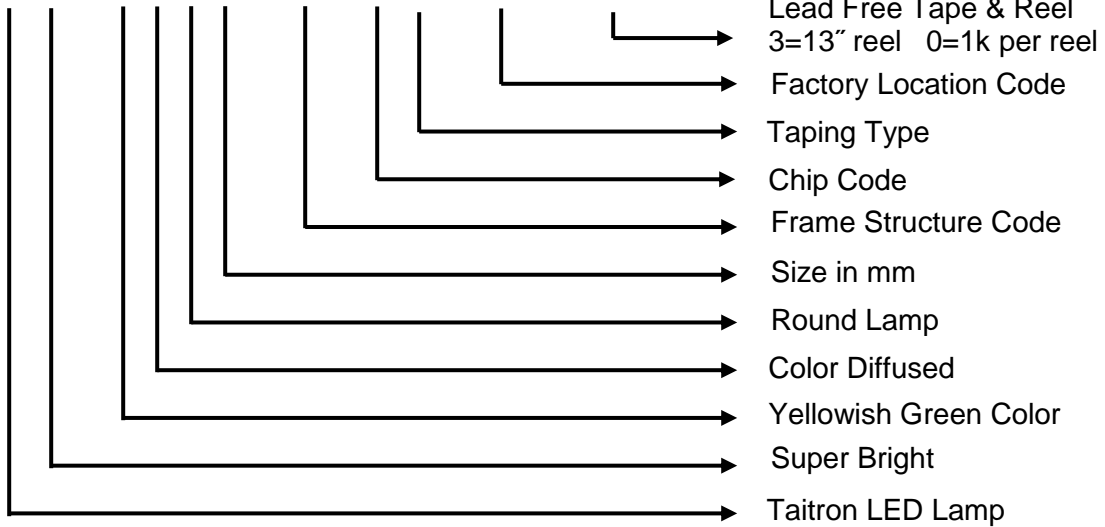 Lead Free Tape & Reel
3=13˝ reel 0=1k per reel
Factory Location Code
Taping Type
Chip Code
Frame Structure Code
Size in mm
Round Lamp
Color Diffused
Yellowish Green Color
Super Bright
Taitron LED Lamp